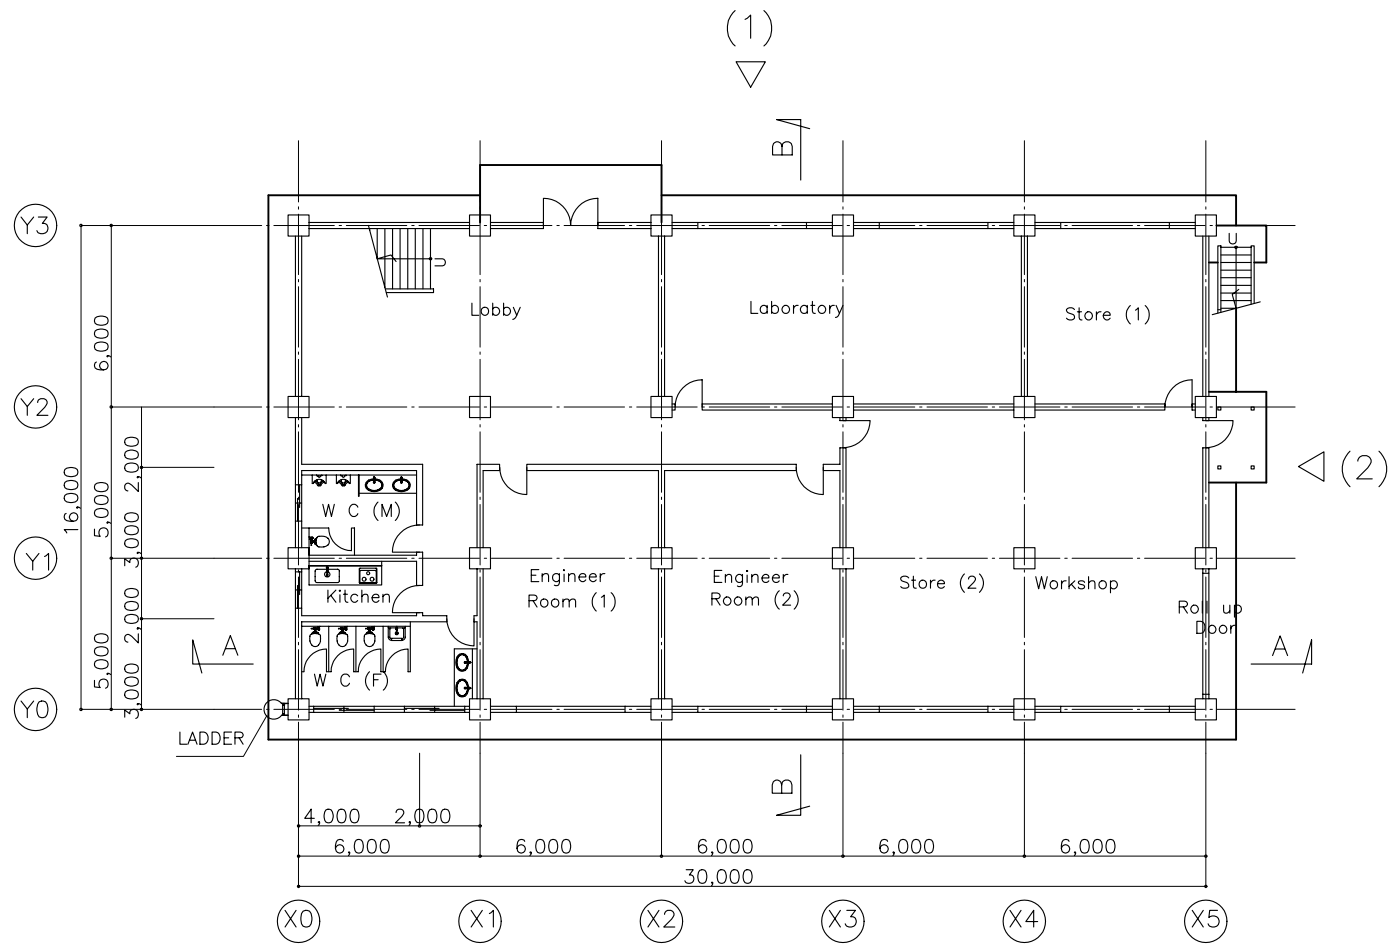 (1)
B
Y3
U
U
Lobby
Laboratory
Store (1)
6,000
Y2
2,000
16,000
5,000
(2)
W C (M)
3,000
Y1
Engineer
Room (1)
Engineer
Room (2)
Store (2)
Workshop
Kitchen
Roll up
Door
2,000
5,000
A
A
W C (F)
3,000
Y0
LADDER
B
4,000
2,000
6,000
6,000
6,000
6,000
6,000
30,000
X0
X1
X2
X3
X4
X5